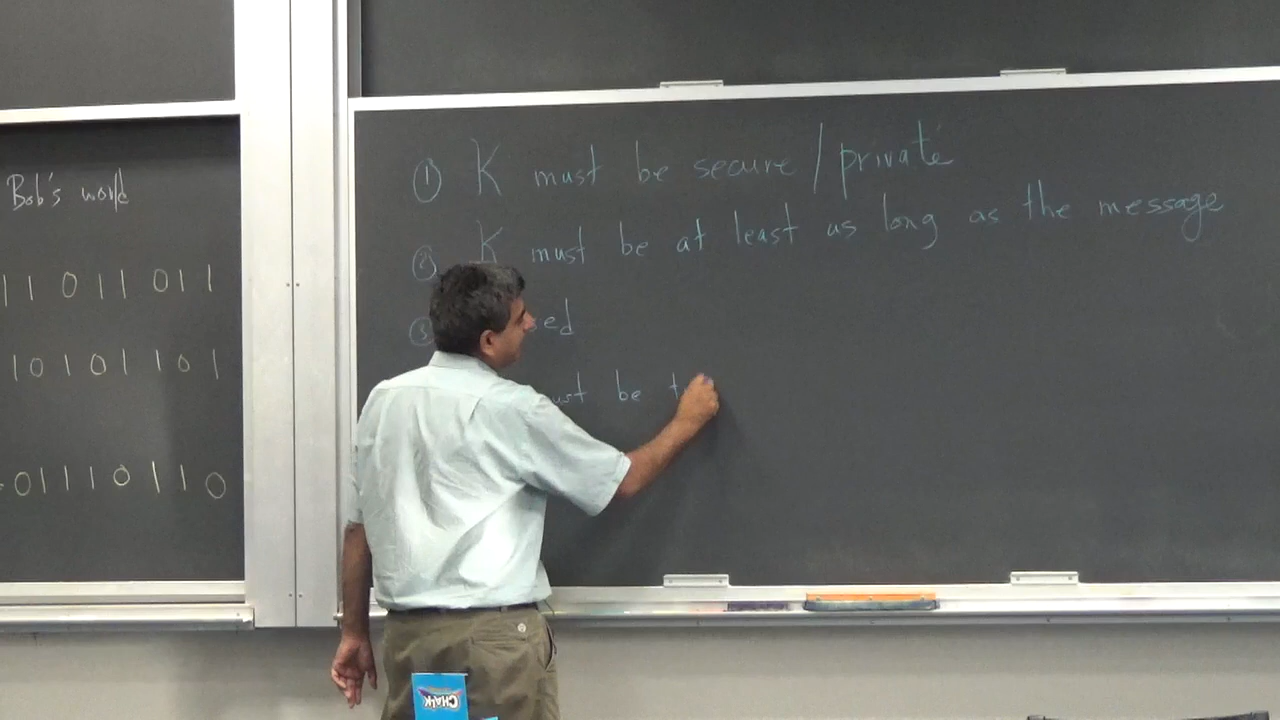 Bob's world
1 1 0 1 1 0 1 1
1 0 1 0 1 1 0 1
0 1 1 1 0 1 1 0
① K must be secure / private
② K must be at least as long as the message
③
be
CHALK